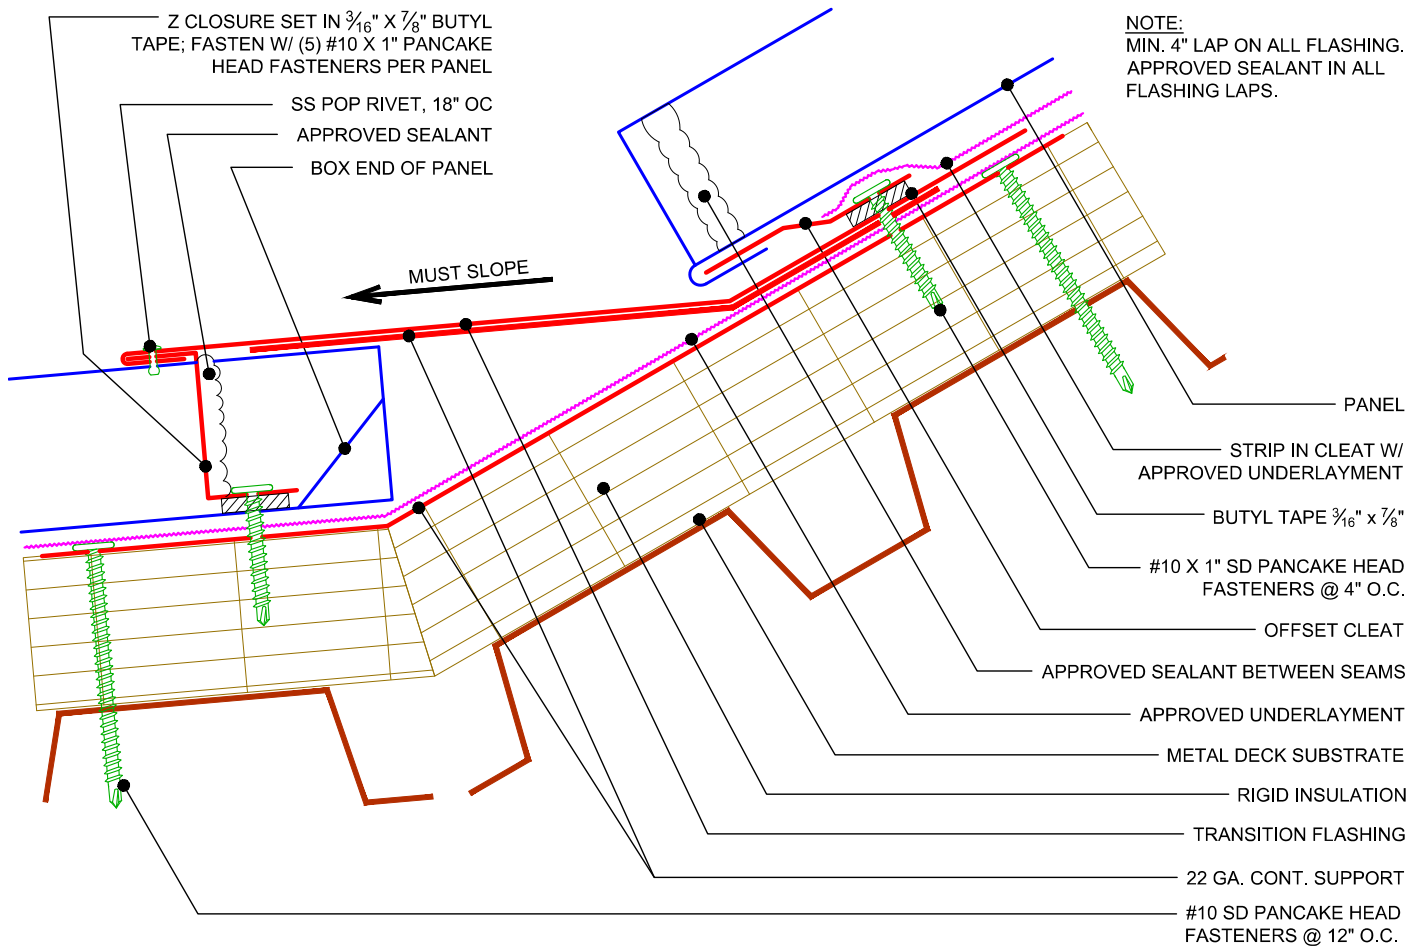 Z CLOSURE SET IN 3⁄16" X 7⁄8" BUTYL
TAPE; FASTEN W/ (5) #10 X 1" PANCAKE
HEAD FASTENERS PER PANEL
SS POP RIVET, 18" OC
APPROVED SEALANT
BOX END OF PANEL
NOTE:
MIN. 4" LAP ON ALL FLASHING.
APPROVED SEALANT IN ALL
FLASHING LAPS.
MUST SLOPE
PANEL
STRIP IN CLEAT W/
APPROVED UNDERLAYMENT
BUTYL TAPE 3⁄16" x 7⁄8"
#10 X 1" SD PANCAKE HEAD
FASTENERS @ 4" O.C.
OFFSET CLEAT
APPROVED SEALANT BETWEEN SEAMS
APPROVED UNDERLAYMENT
METAL DECK SUBSTRATE
RIGID INSULATION
TRANSITION FLASHING
22 GA. CONT. SUPPORT
#10 SD PANCAKE HEAD
FASTENERS @ 12" O.C.